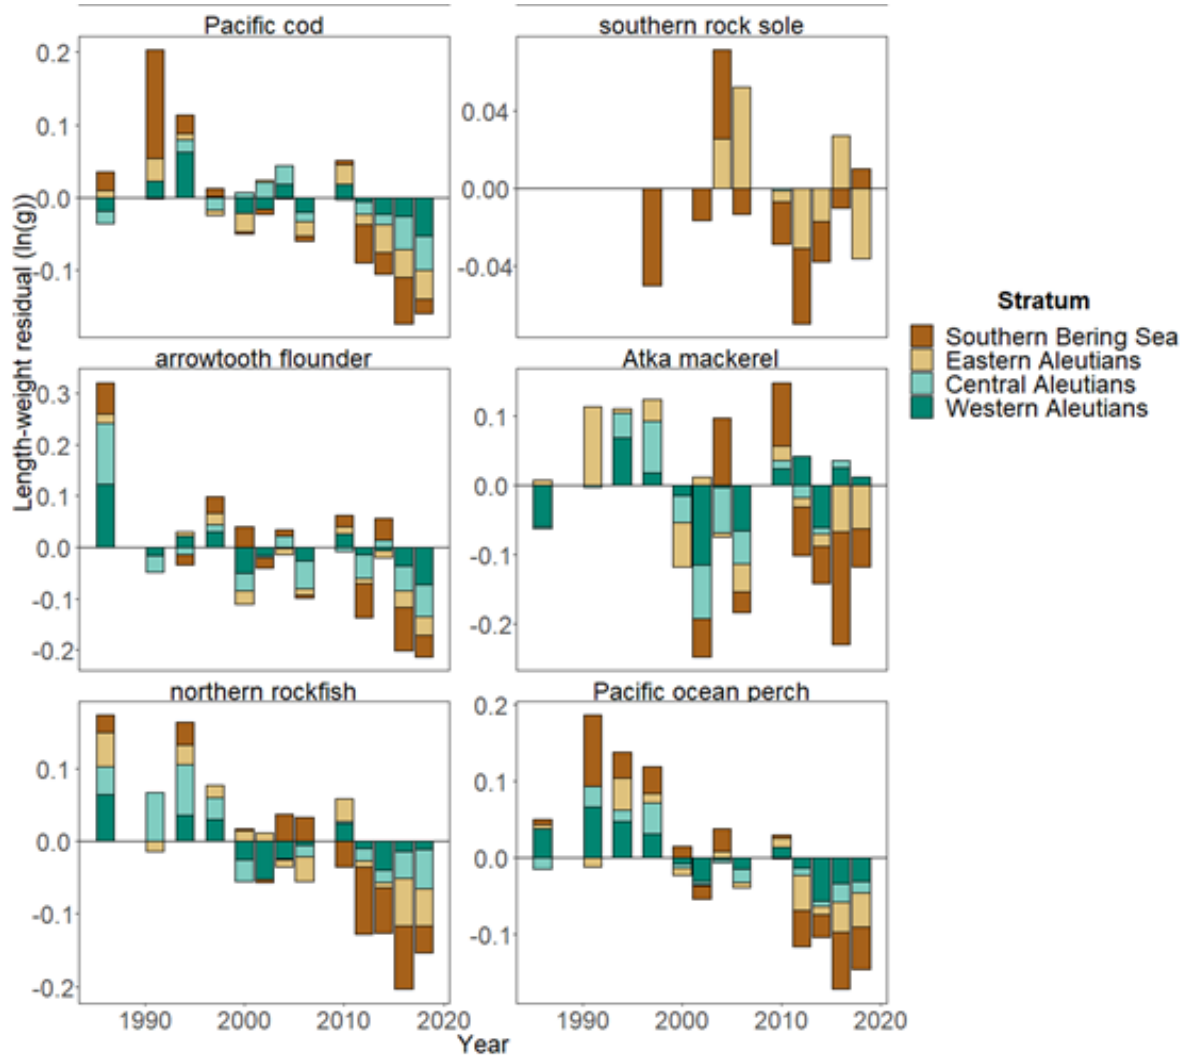 Pacific cod
southern rock sole
0.2
0.1
0.0
-0.1
0.04
0.00
-0.04
Length-weight residual (ln(g))
arrowtooth flounder
Atka mackerel
0.3
0.2
0.1
0.0
-0.1
-0.2
0.1
0.0
-0.1
-0.2
Stratum
Southern Bering Sea
Eastern Aleutians
Central Aleutians
Western Aleutians
northern rockfish
Pacific ocean perch
0.1
0.0
-0.1
-0.2
0.2
0.1
0.0
-0.1
1990 2000 2010 2020
1990 2000 2010 2020
Year